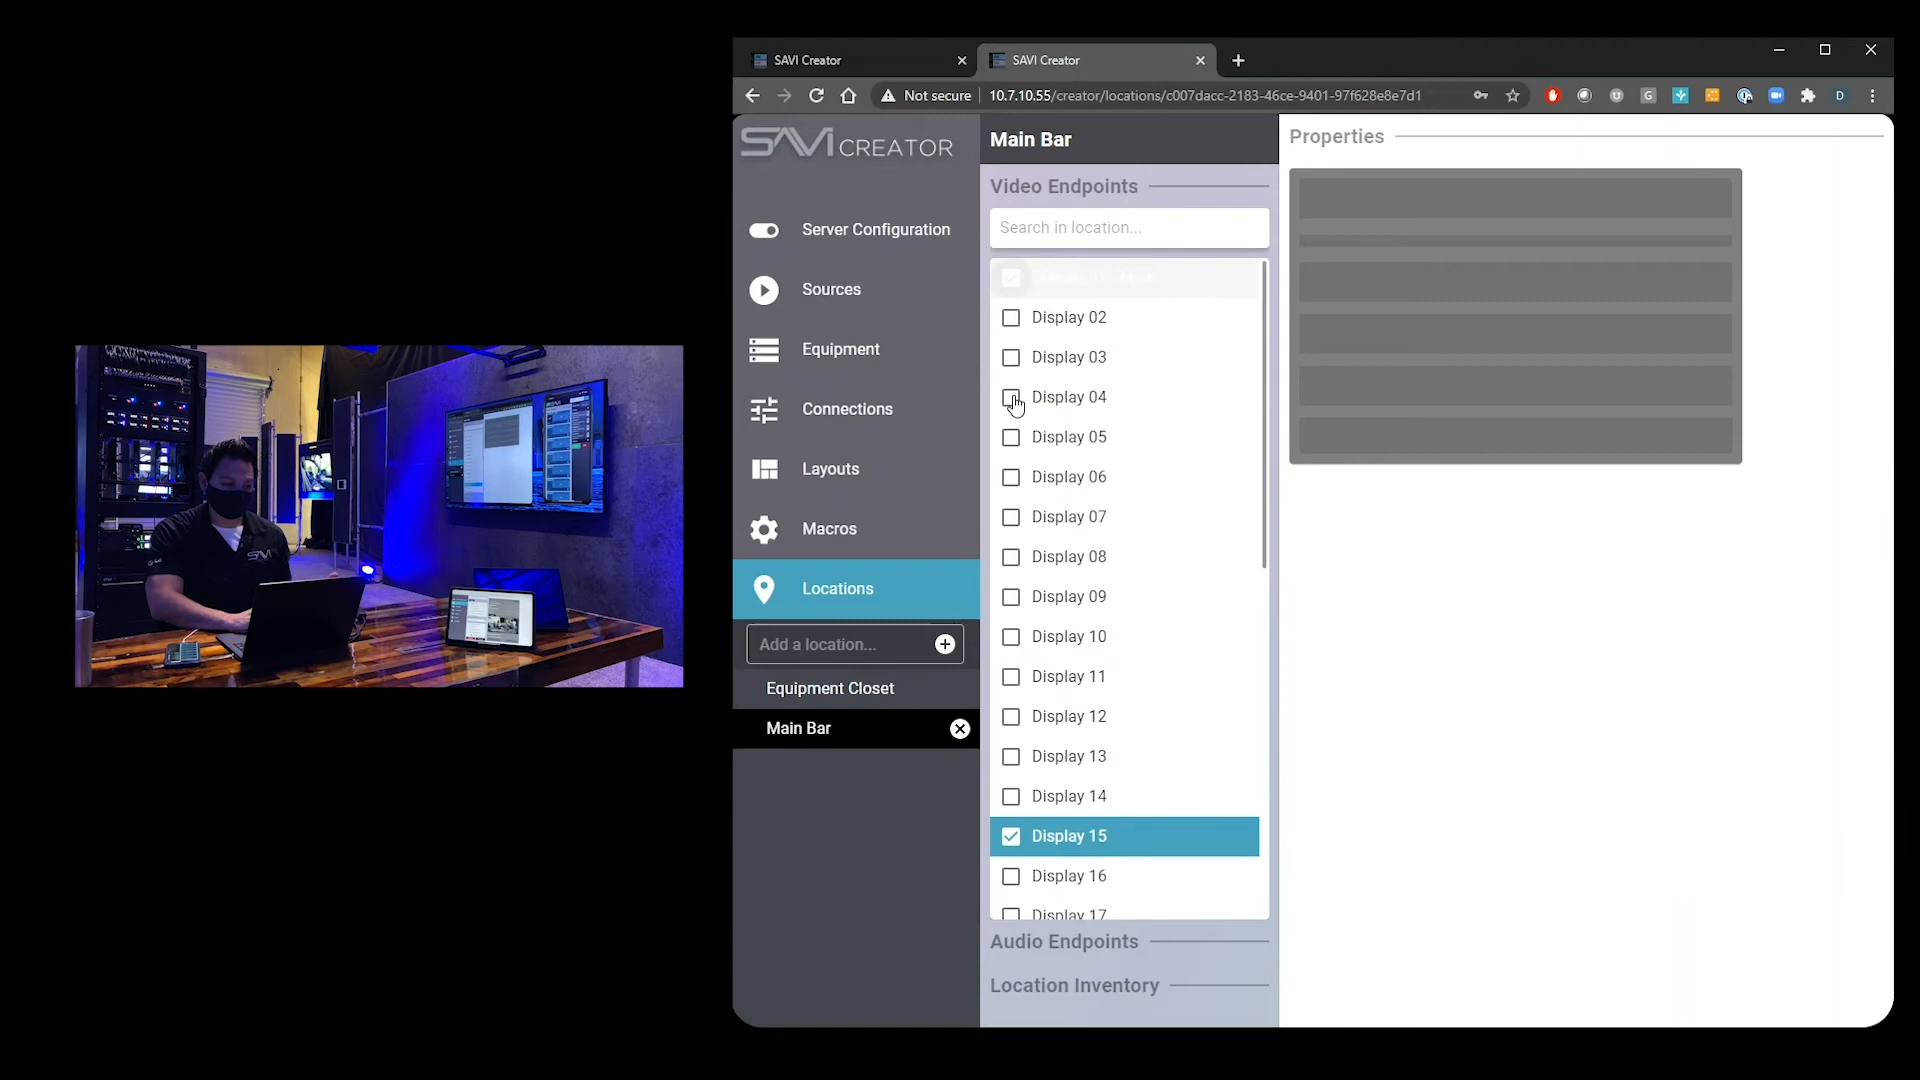 SAVI Creator
SAVI Creator
Not secure
10.7.10.55/creator/locations/c007dacc-2183-46ce-9401-97f628e8e7d1
D
SAVI CREATOR
Server Configuration
Sources
Equipment
Connections
Layouts
Macros
Locations
Add a location...
Equipment Closet
Main Bar
Main Bar
Video Endpoints
Search in location...
Display 02
Display 03
Display 04
Display 05
Display 06
Display 07
Display 08
Display 09
Display 10
Display 11
Display 12
Display 13
Display 14
Display 15
Display 16
Display 17
Audio Endpoints
Location Inventory
Properties
SAVI